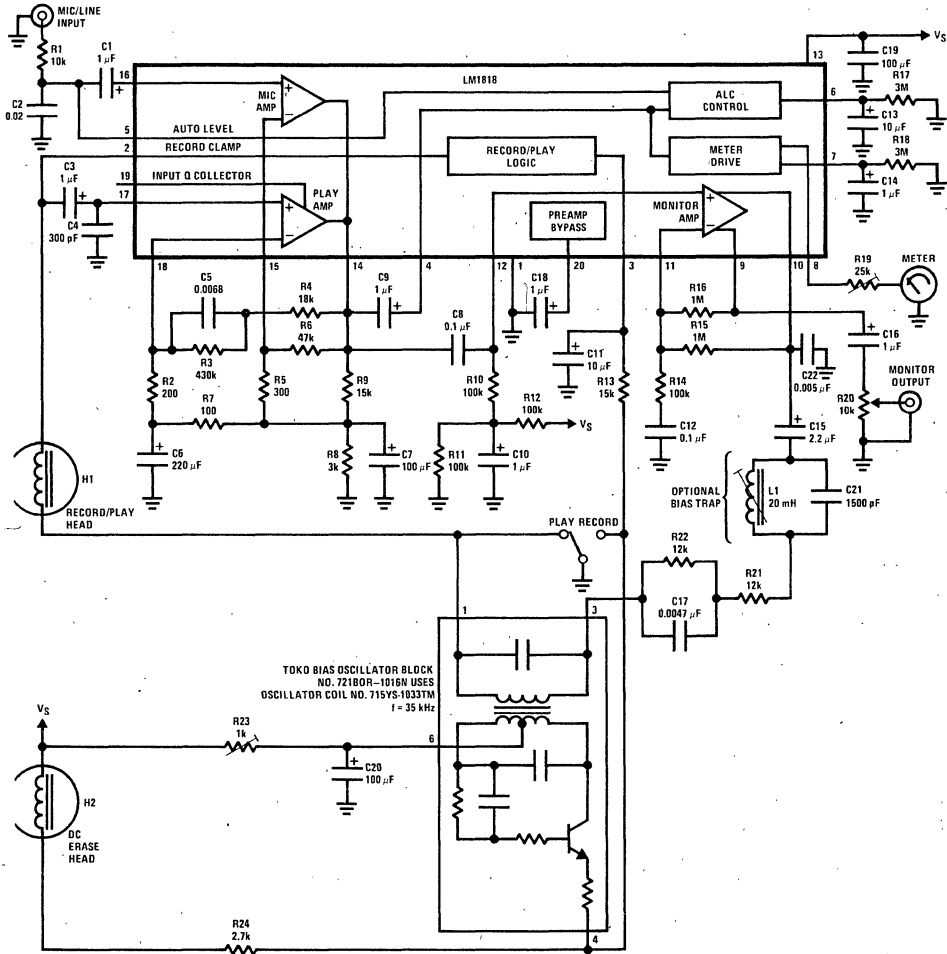 MIC/LINE
INPUT
R1
10k
C1
1 μF
+
16
C2
0.02
5
AUTO LEVEL
2
RECORD CLAMP
C3
1 μF
+
19
INPUT Q COLLECTOR
17
C4
300 pF
MIC
AMP
+
−
PLAY
AMP
+
−
LM1818
RECORD/PLAY
LOGIC
PREAMP
BYPASS
MONITOR
AMP
+
−
ALC
CONTROL
METER
DRIVE
13
VS
C19
100 μF
+
R17
3M
6
C13
10 μF
+
R18
3M
7
C14
1 μF
+
18
15
14
4
12
1
20
3
11
9
10
8
R19
25k
METER
C5
0.0068
R4
18k
C9
1 μF
+
R3
430k
R6
47k
C8
0.1 μF
C18
1 μF
+
C11
10 μF
+
R13
15k
R16
1M
R15
1M
C16
1 μF
+
C22
0.005 μF
MONITOR
OUTPUT
R20
10k
R2
200
R7
100
R5
300
R9
15k
R10
100k
R12
100k
VS
R14
100k
C12
0.1 μF
C15
2.2 μF
+
C6
220 μF
+
R8
3k
C7
100 μF
+
R11
100k
C10
1 μF
+
H1
RECORD/PLAY
HEAD
OPTIONAL
BIAS TRAP
L1
20 mH
C21
1500 pF
PLAY RECORD
R22
12k
C17
0.0047 μF
R21
12k
1
3
TOKO BIAS OSCILLATOR BLOCK
NO. 721BOR–1016N USES
OSCILLATOR COIL NO. 715YS-1033TM
f = 35 kHz
VS
R23
1k
6
C20
100 μF
+
H2
DC
ERASE
HEAD
R24
2.7k
4